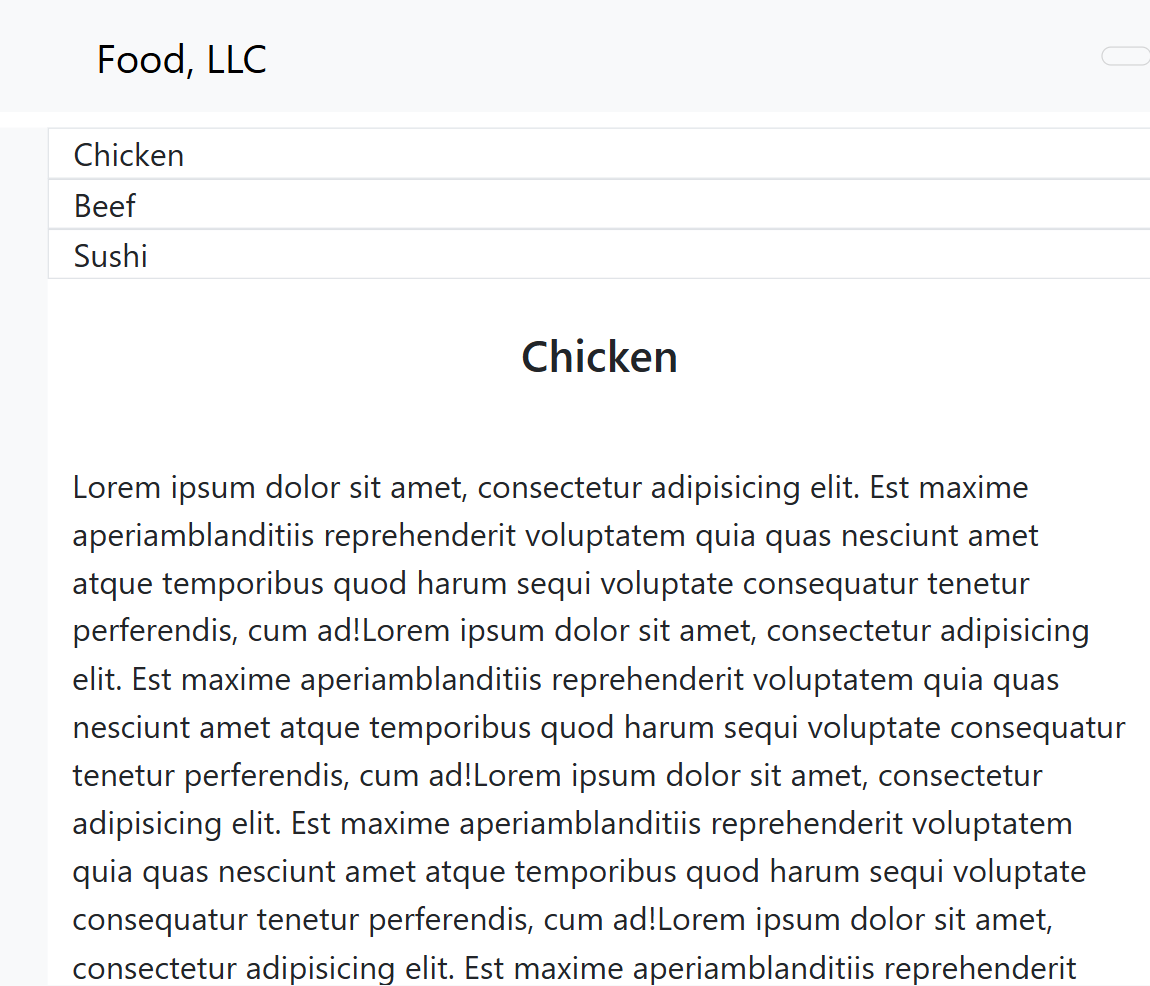 Food, LLC
Chicken
Beef
Sushi
Chicken
Lorem ipsum dolor sit amet, consectetur adipisicing elit. Est maxime
aperiamblanditiis reprehenderit voluptatem quia quas nesciunt amet
atque temporibus quod harum sequi voluptate consequatur tenetur
perferendis, cum ad!Lorem ipsum dolor sit amet, consectetur adipisicing
elit. Est maxime aperiamblanditiis reprehenderit voluptatem quia quas
nesciunt amet atque temporibus quod harum sequi voluptate consequatur
tenetur perferendis, cum ad!Lorem ipsum dolor sit amet, consectetur
adipisicing elit. Est maxime aperiamblanditiis reprehenderit voluptatem
quia quas nesciunt amet atque temporibus quod harum sequi voluptate
consequatur tenetur perferendis, cum ad!Lorem ipsum dolor sit amet,
consectetur adipisicing elit. Est maxime aperiamblanditiis reprehenderit